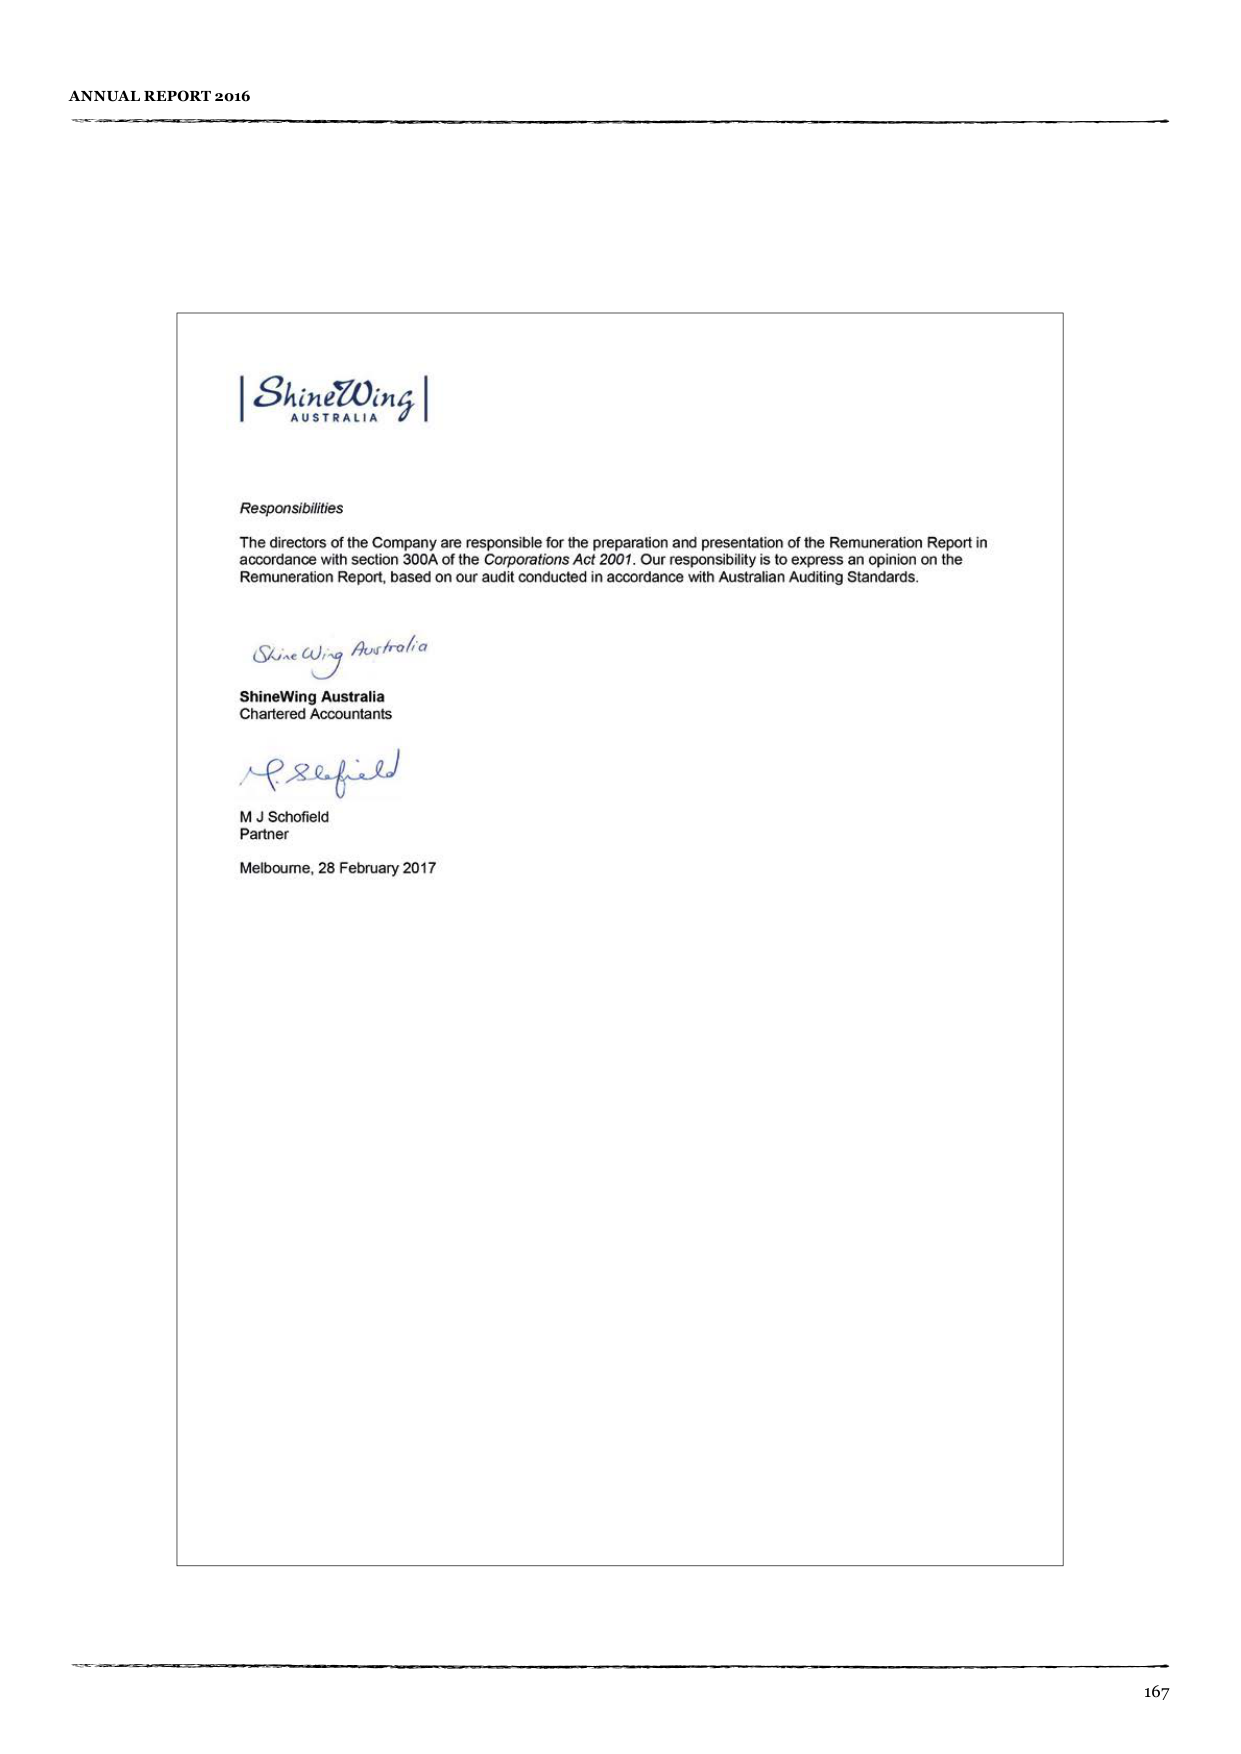 ANNUAL REPORT 2016
ShineWing
AUSTRALIA
Responsibilities
The directors of the Company are responsible for the preparation and presentation of the Remuneration Report in
accordance with section 300A of the Corporations Act 2001. Our responsibility is to express an opinion on the
Remuneration Report, based on our audit conducted in accordance with Australian Auditing Standards.
ShineWing Australia
ShineWing Australia
Chartered Accountants
M J Schofield
Partner
Melbourne, 28 February 2017
167